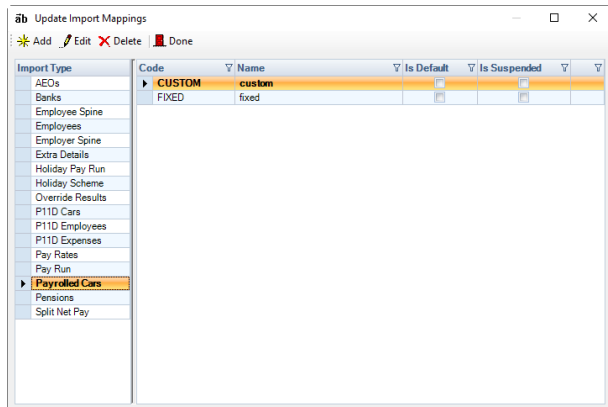 āb Update Import Mappings
Add Edit Delete Done
Import Type Code Name Is Default Is Suspended
AEOs CUSTOM custom
Banks FIXED fixed
Employee Spine
Employees
Employer Spine
Extra Details
Holiday Pay Run
Holiday Scheme
Override Results
P11D Cars
P11D Employees
P11D Expenses
Pay Rates
Pay Run
Payrolled Cars
Pensions
Split Net Pay